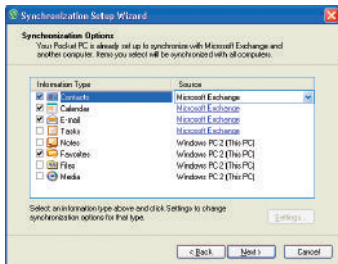 Synchronization Setup Wizard
Synchronization Options
Your Pocket PC is already set up to synchronize with Microsoft Exchange and
another computer. Items you select will be synchronized with all computers.
Information Type Source
Contacts Microsoft Exchange
Calendar Microsoft Exchange
E-mail Microsoft Exchange
Tasks Microsoft Exchange
Notes Windows PC 2 (This PC)
Favorites Windows PC 2 (This PC)
Files Windows PC 2 (This PC)
Media Windows PC 2 (This PC)
Select an information type above and click Settings to change
synchronization options for that type.
Settings...
< Back Next > Cancel